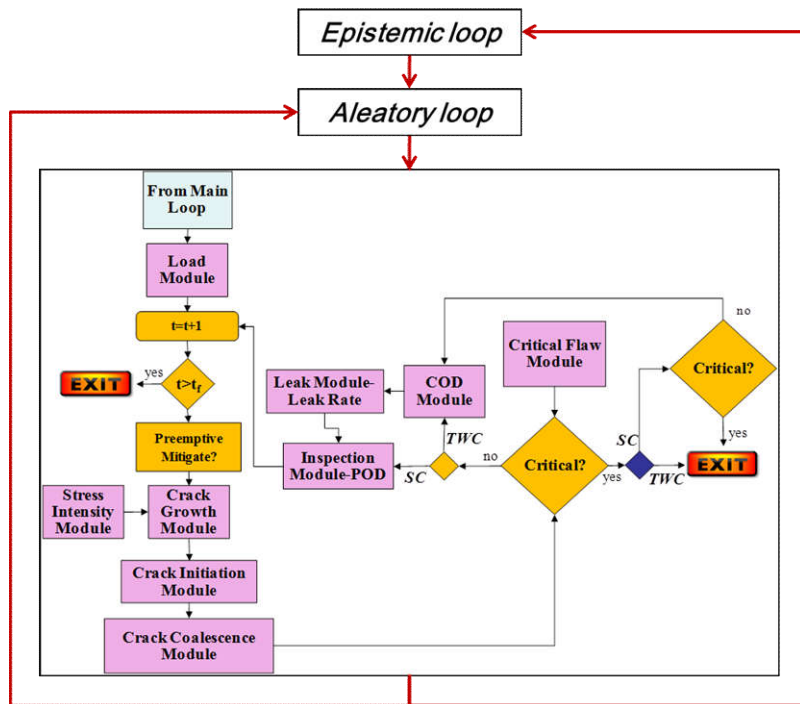 Epistemic loop
Aleatory loop
From Main
Loop
Load
Module
t=t+1
t>tf
yes
EXIT
Preemptive
Mitigate?
Stress
Intensity
Module
Crack
Growth
Module
Crack Initiation
Module
Crack Coalescence
Module
Leak Module-
Leak Rate
COD
Module
Inspection
Module-POD
SC
TWC
no
Critical Flaw
Module
Critical?
yes
SC
TWC
no
Critical?
yes
EXIT